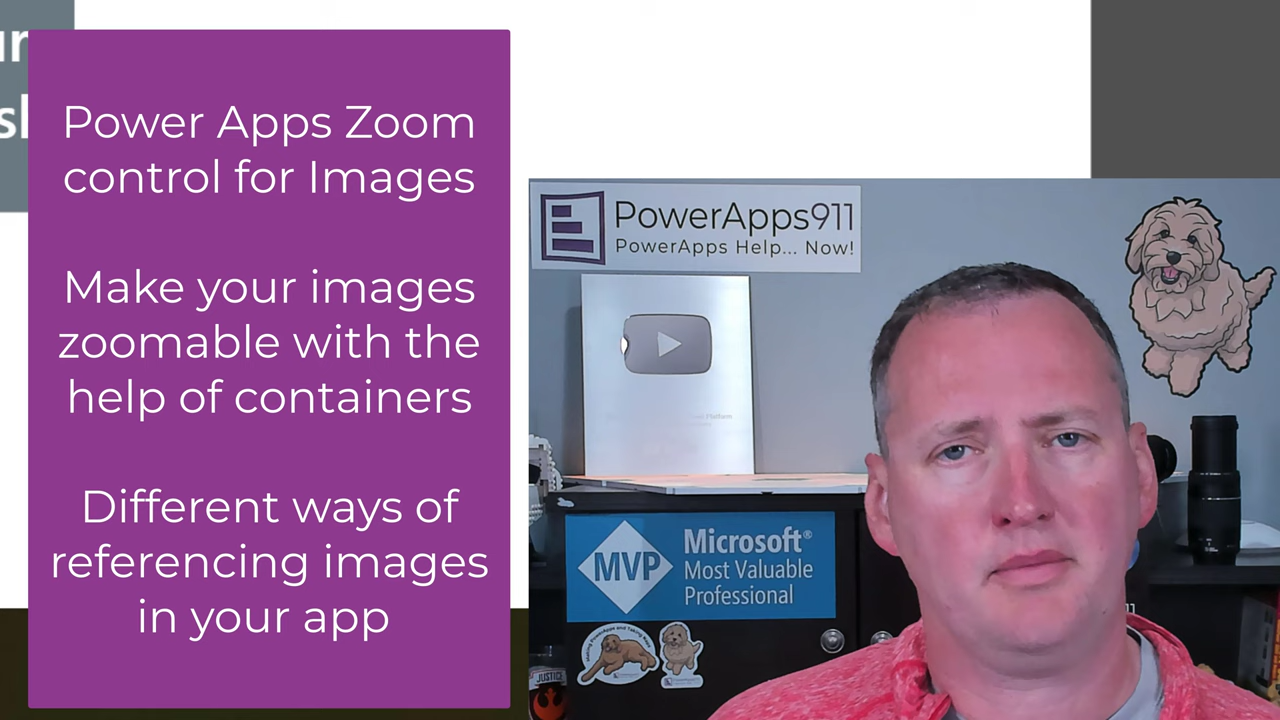 Power Apps Zoom
control for Images
Make your images
zoomable with the
help of containers
Different ways of
referencing images
in your app
PowerApps911
PowerApps Help... Now!
MVP
Microsoft®
Most Valuable
Professional
JUSTICE